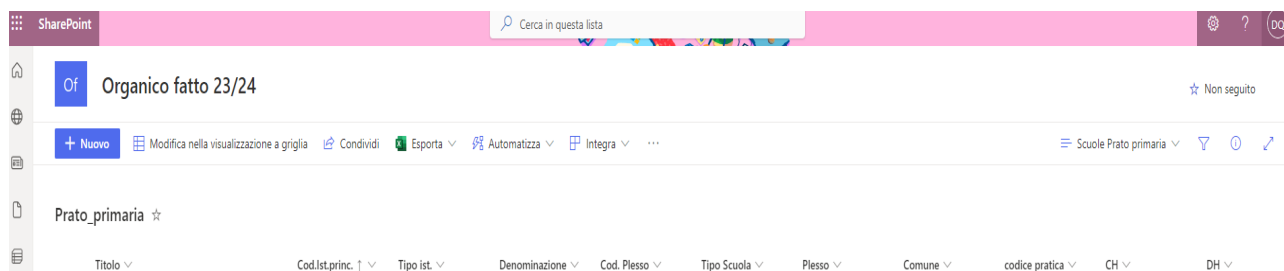 SharePoint Cerca in questa lista ? DQ
Of Organico fatto 23/24 Non seguito
+ Nuovo Modifica nella visualizzazione a griglia Condividi Esporta Automatizza Integra ... Scuole Prato primaria
Prato_primaria
Titolo Cod.Ist.princ. ↑ Tipo ist. Denominazione Cod. Plesso Tipo Scuola Plesso Comune codice pratica CH DH